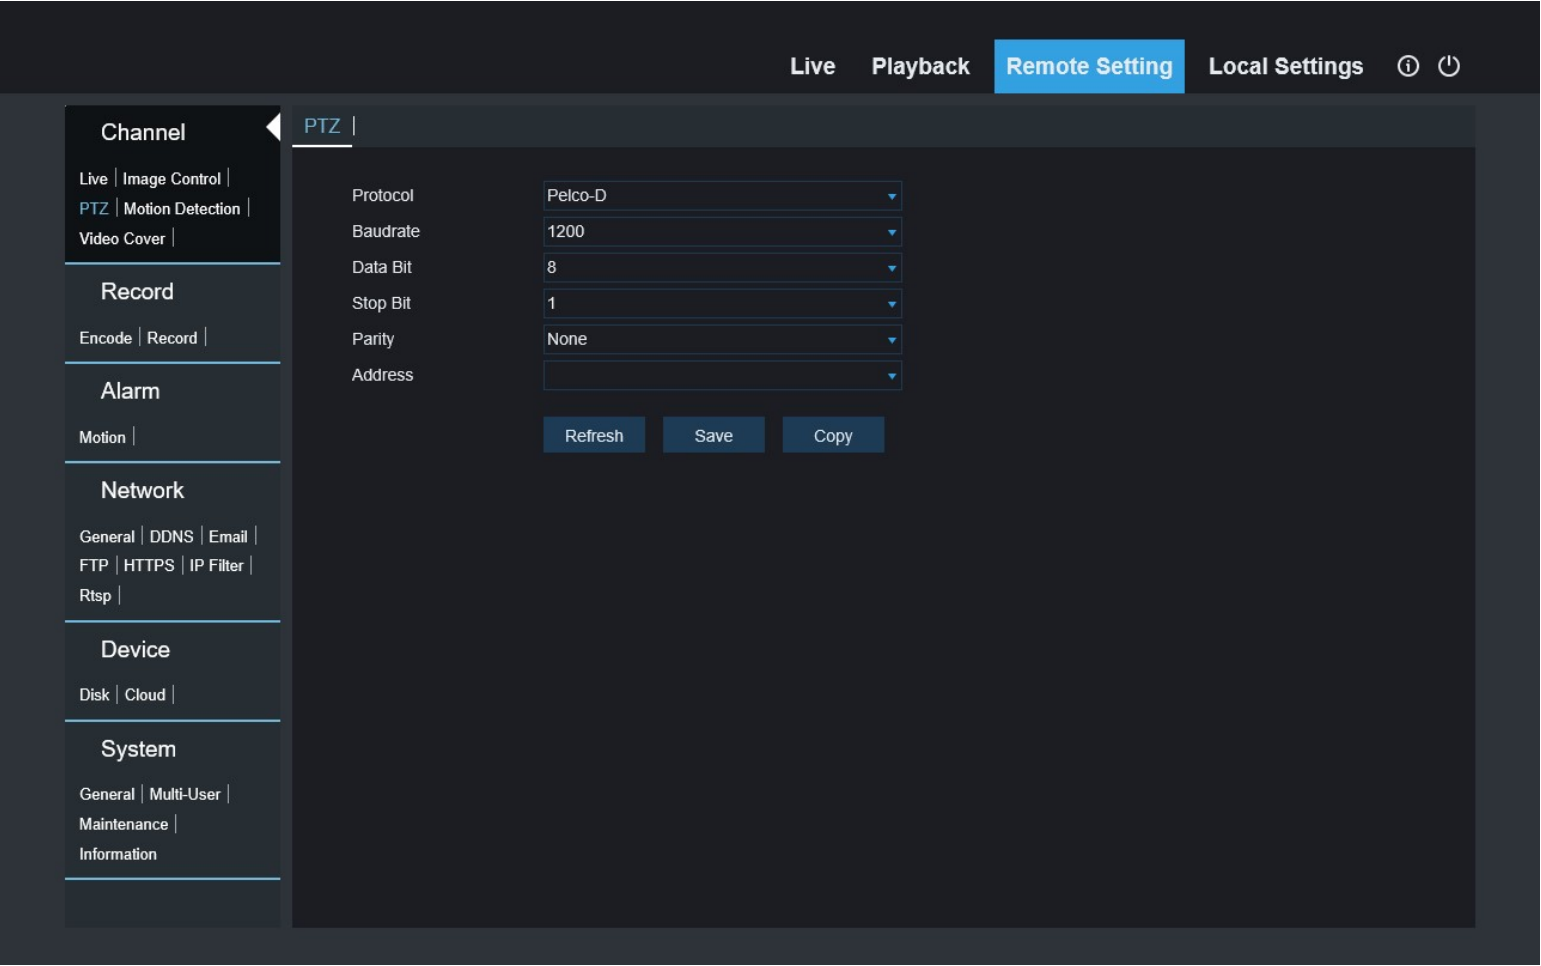 Live Playback Remote Setting Local Settings
Channel
Live | Image Control |
PTZ | Motion Detection |
Video Cover |
Record
Encode | Record |
Alarm
Motion |
Network
General | DDNS | Email |
FTP | HTTPS | IP Filter |
Rtsp |
Device
Disk | Cloud |
System
General | Multi-User |
Maintenance |
Information
PTZ |
Protocol Pelco-D
Baudrate 1200
Data Bit 8
Stop Bit 1
Parity None
Address
Refresh Save Copy